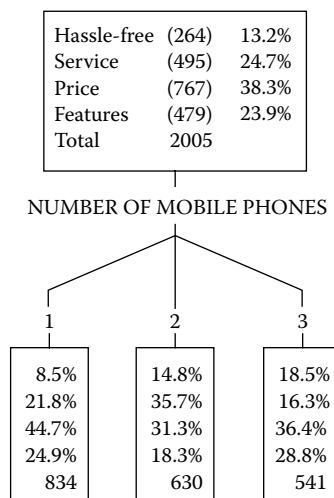 Hassle-free (264) 13.2%
Service (495) 24.7%
Price (767) 38.3%
Features (479) 23.9%
Total 2005
NUMBER OF MOBILE PHONES
1 2 3
8.5% 14.8% 18.5%
21.8% 35.7% 16.3%
44.7% 31.3% 36.4%
24.9% 18.3% 28.8%
834 630 541